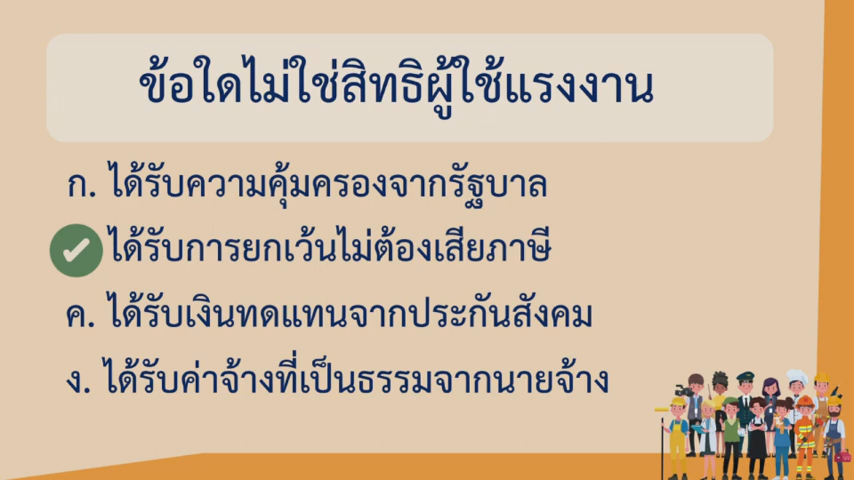 ข้อใดไม่ใช่สิทธิผู้ใช้แรงงาน
ก. ได้รับความคุ้มครองจากรัฐบาล
ได้รับการยกเว้นไม่ต้องเสียภาษี
ค. ได้รับเงินทดแทนจากประกันสังคม
ง. ได้รับค่าจ้างที่เป็นธรรมจากนายจ้าง